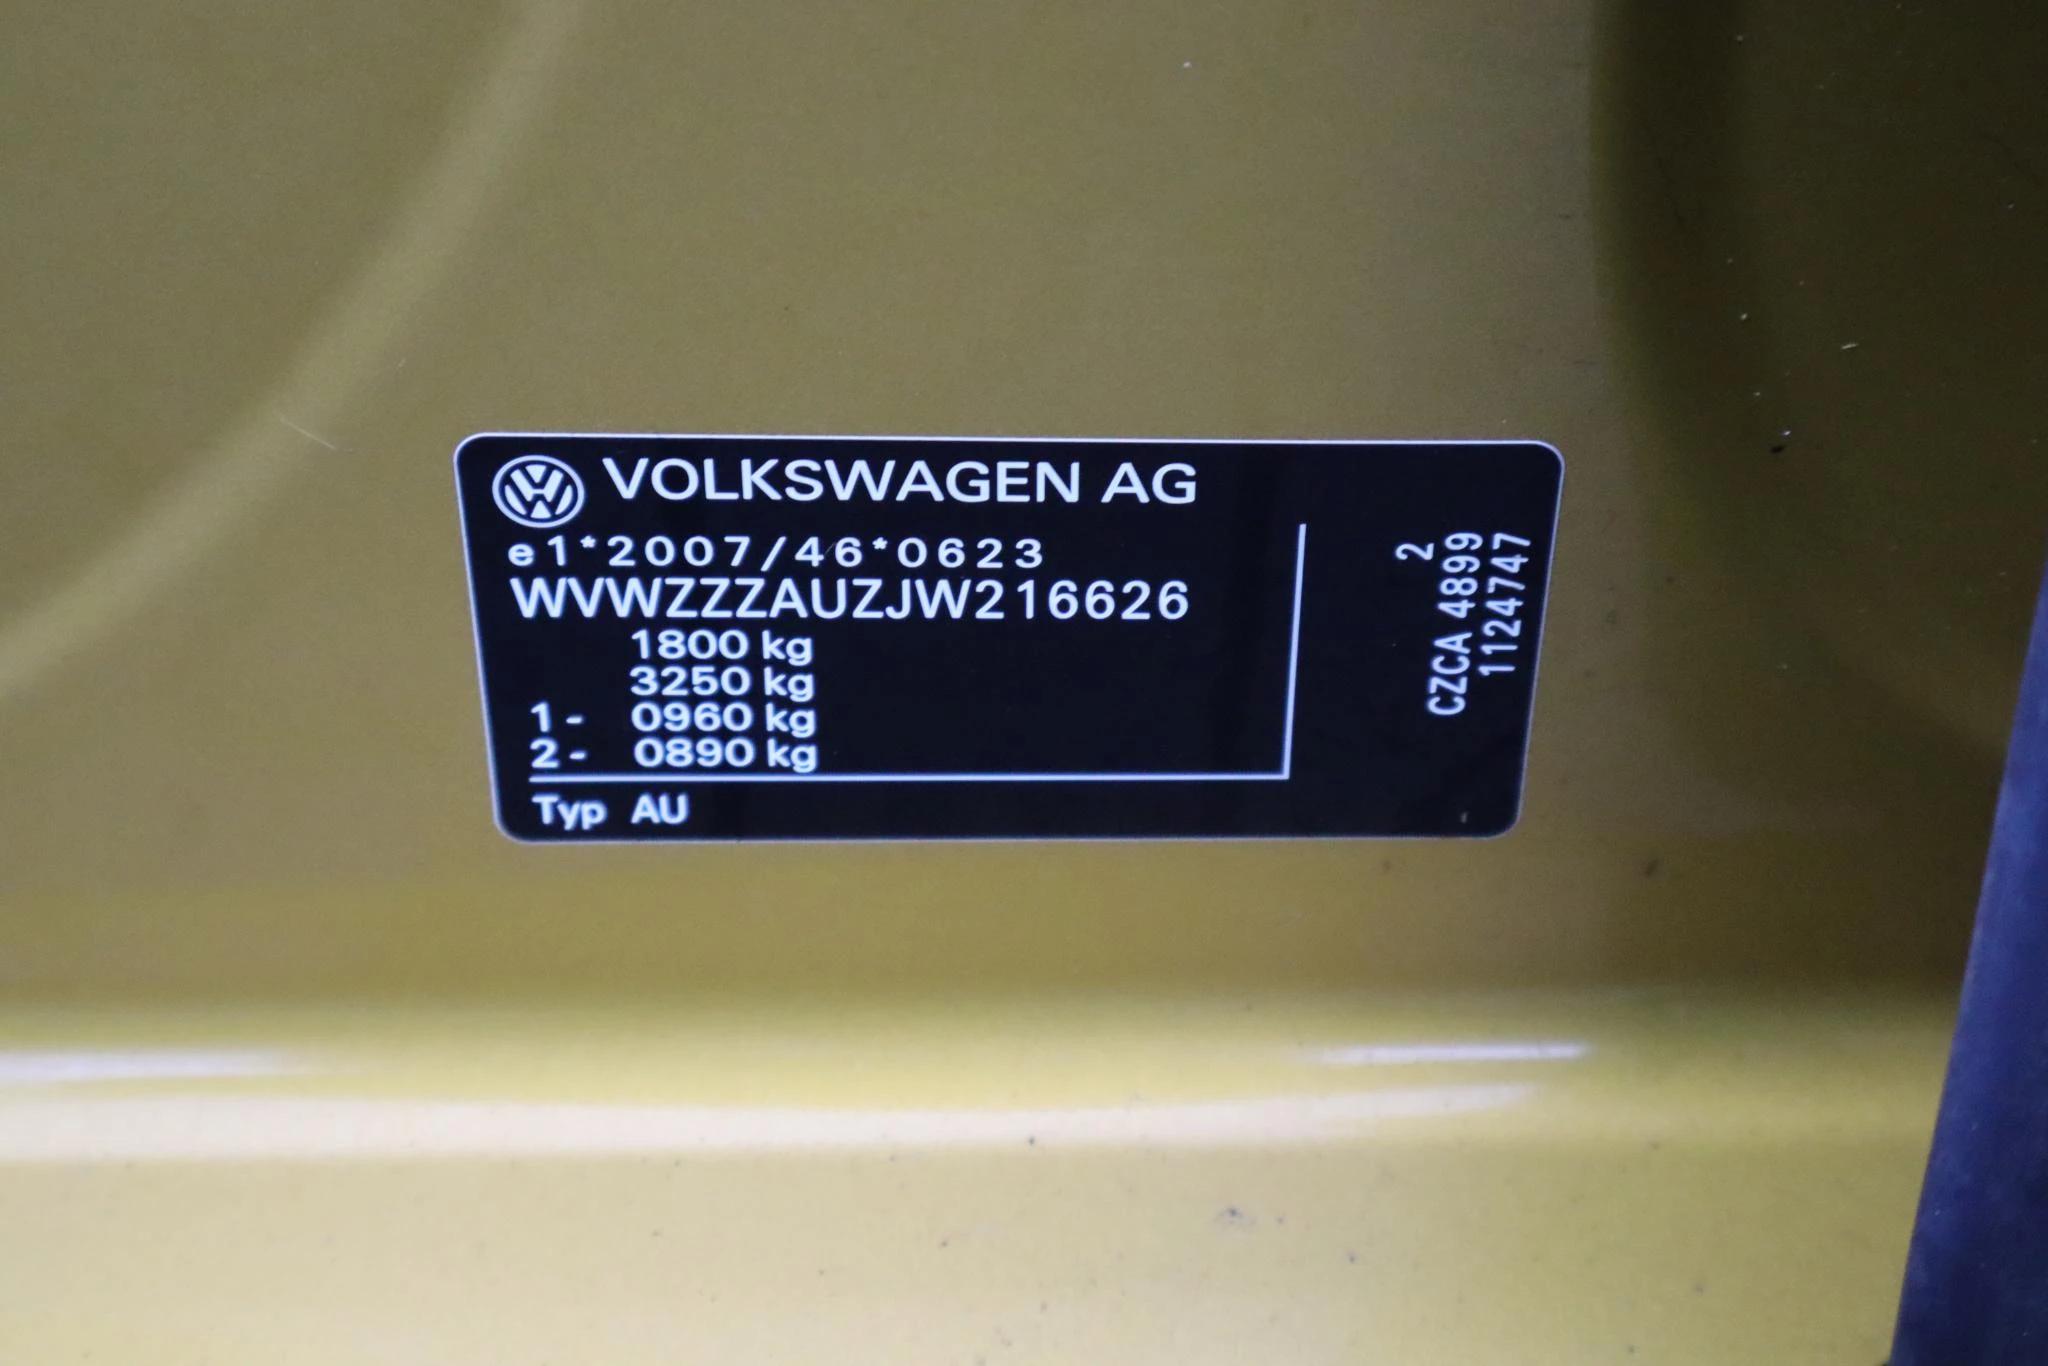 VOLKSWAGEN AG
e1*2007/46*0623
WVWZZZAUZJW216626
1800 kg
3250 kg
1- 0960 kg
2- 0890 kg
Typ AU
2
CZCA 4899
1124747